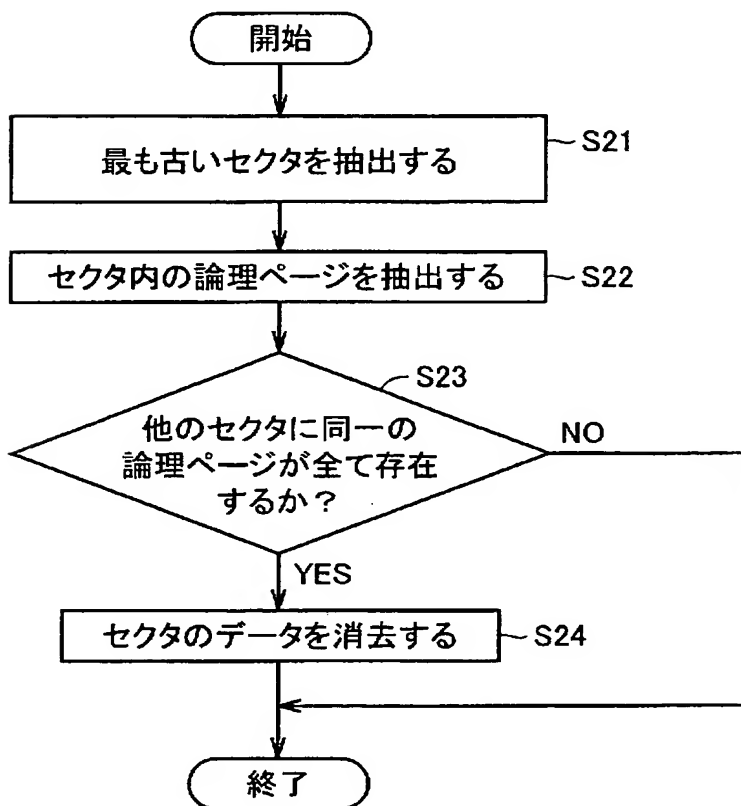 開始
最も古いセクタを抽出する
S21
セクタ内の論理ページを抽出する
S22
S23
他のセクタに同一の
論理ページが全て存在
するか？
NO
YES
セクタのデータを消去する
S24
終了